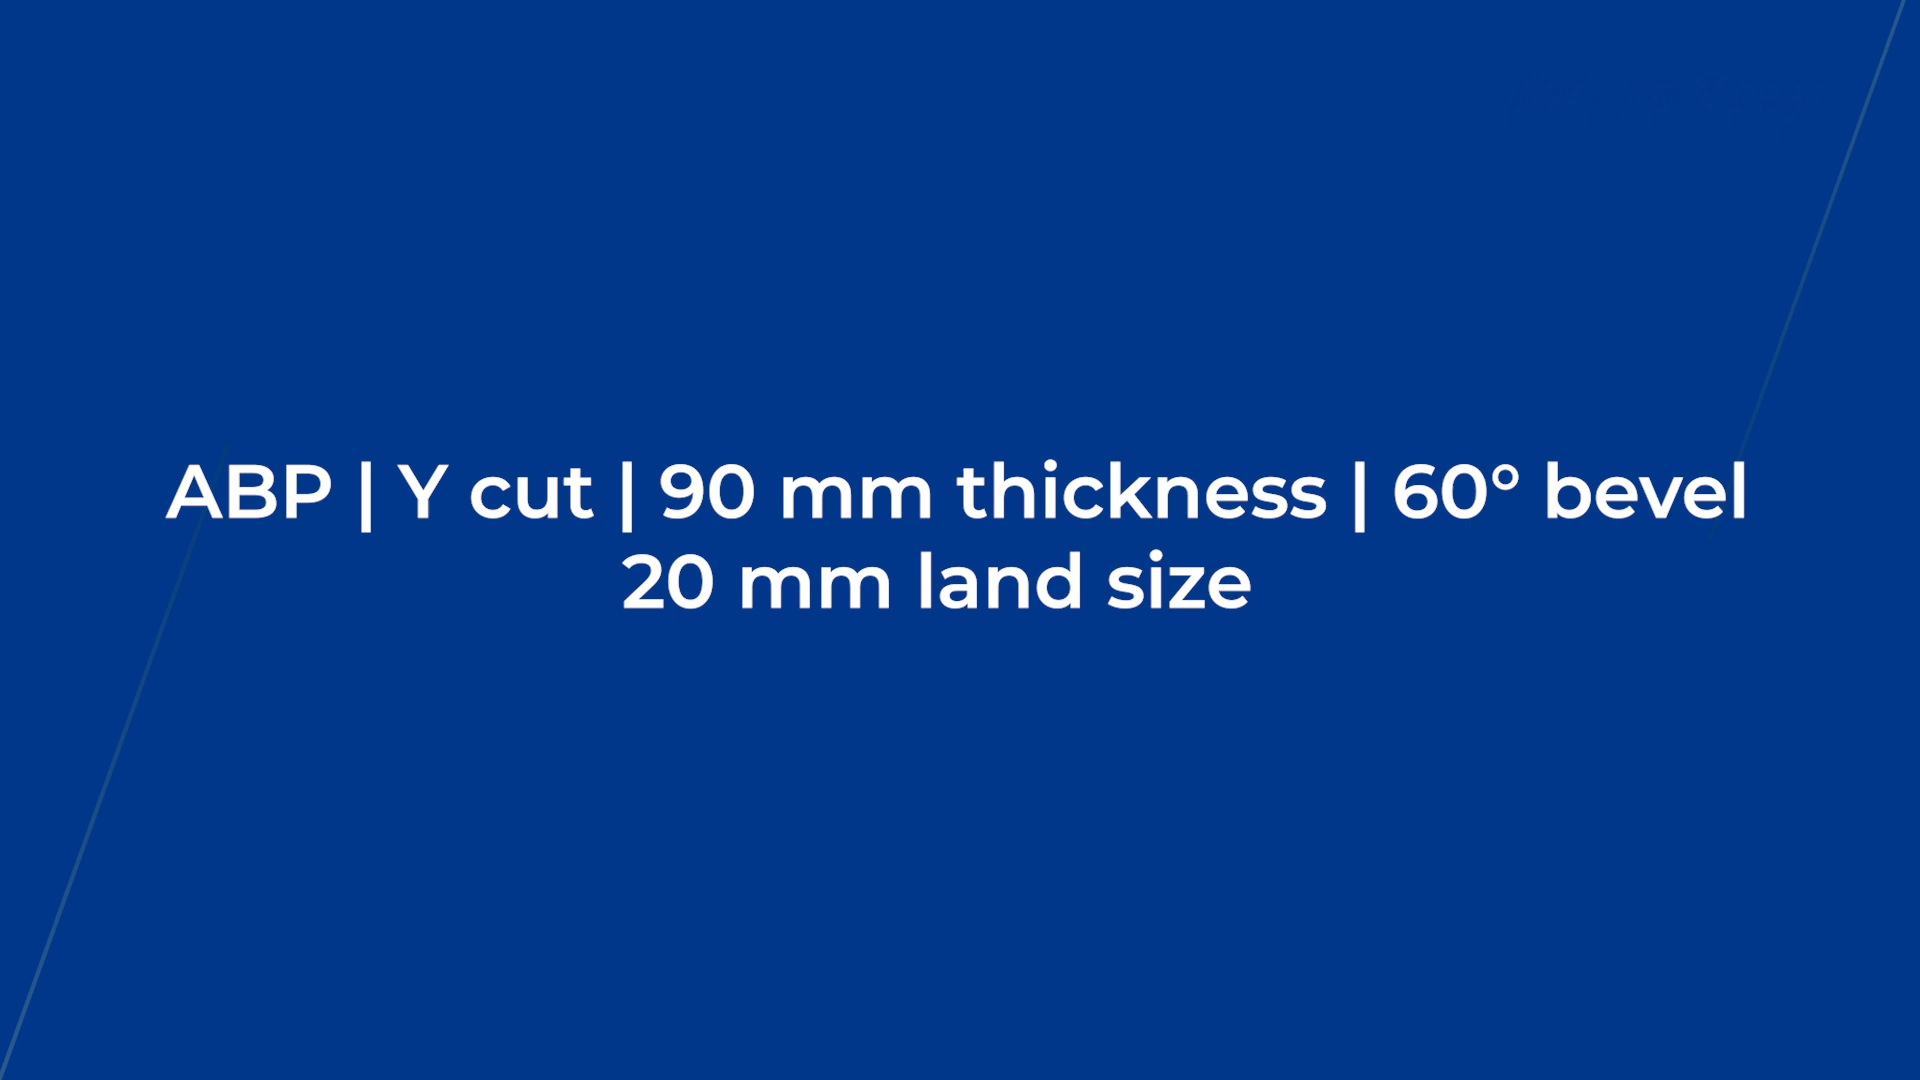 ABP | Y cut | 90 mm thickness | 60° bevel
20 mm land size